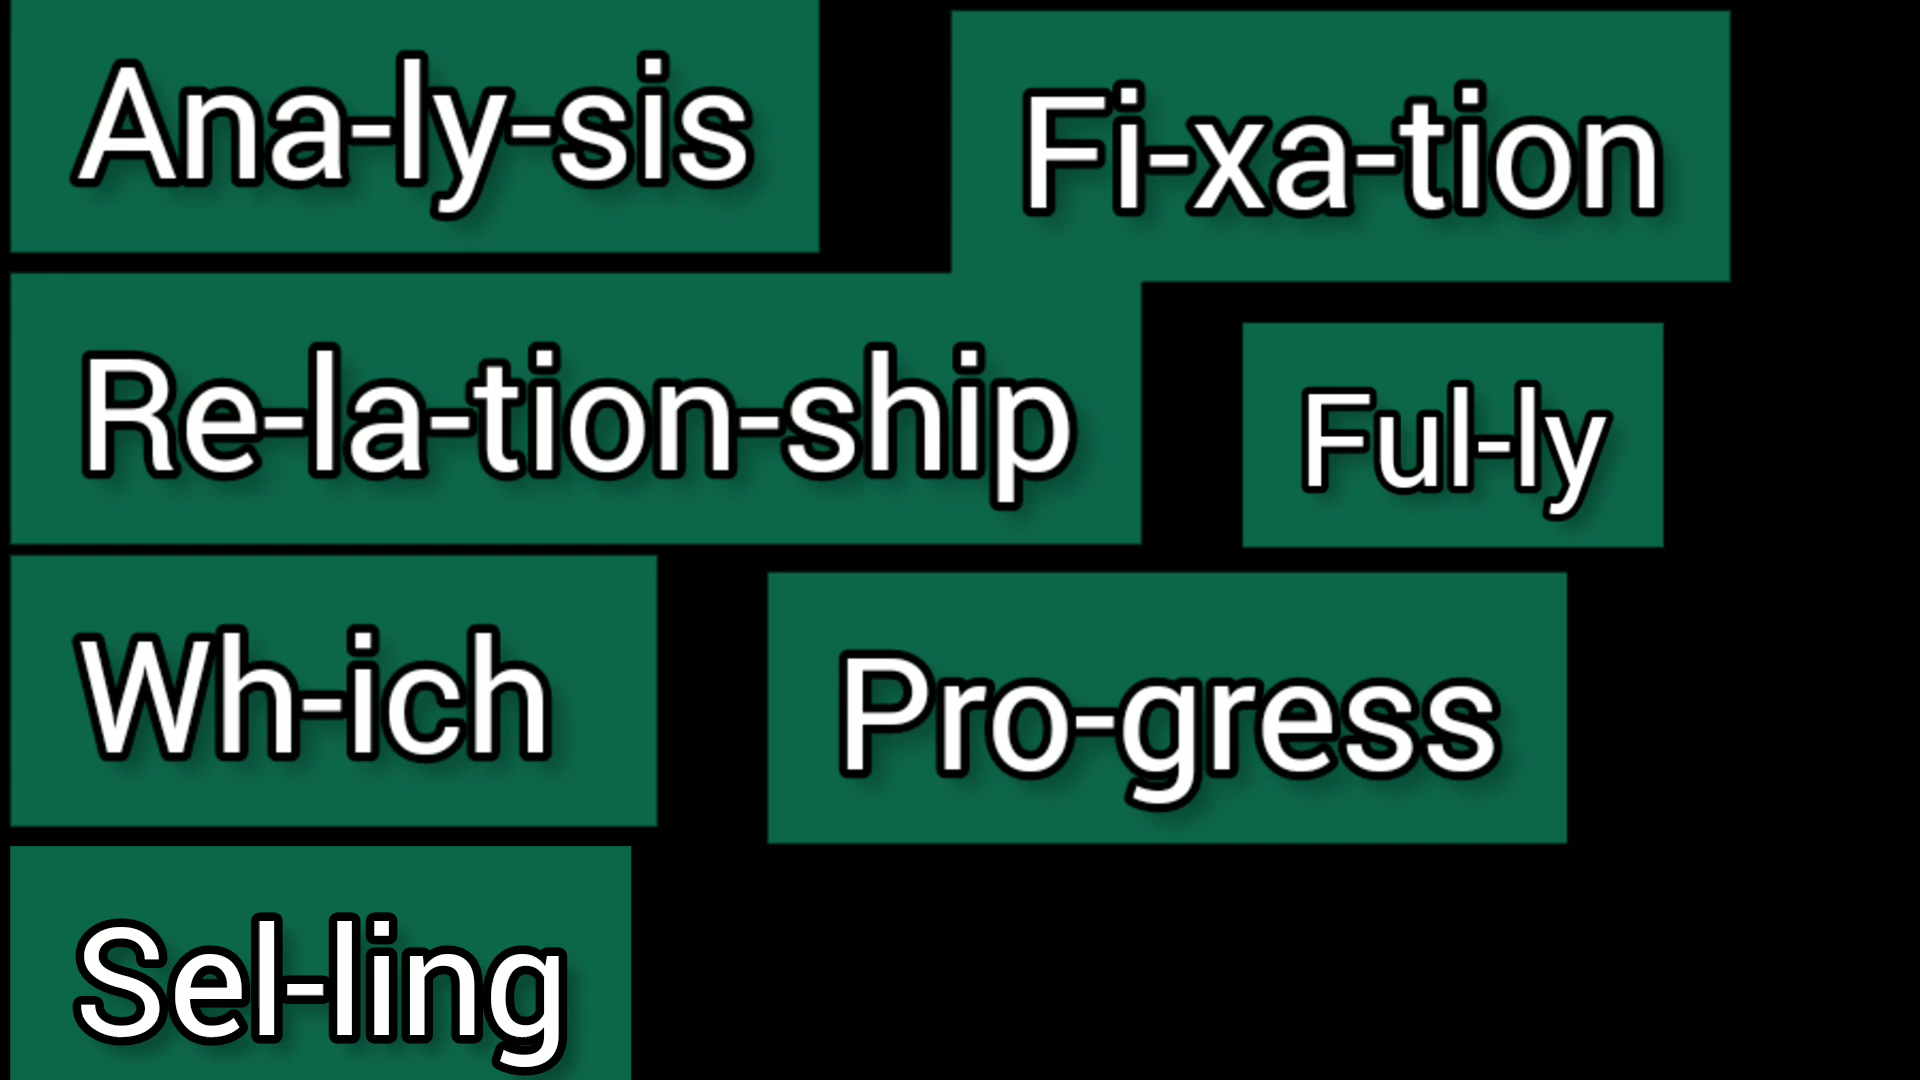 Ana-ly-sis
Fi-xa-tion
Re-la-tion-ship
Ful-ly
Wh-ich
Pro-gress
Sel-ling